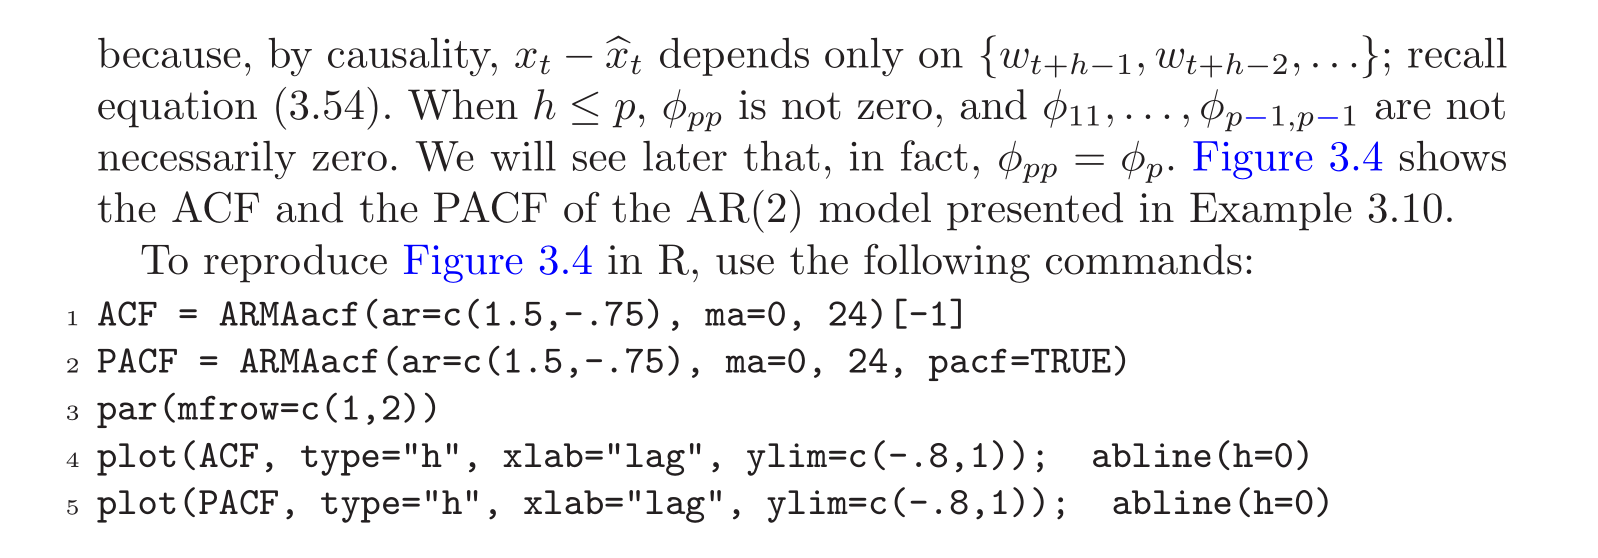 because, by causality, $x_t - \widehat{x}_t$ depends only on $\{w_{t+h-1}, w_{t+h-2}, \ldots\}$; recall
equation (3.54). When $h \leq p$, $\phi_{pp}$ is not zero, and $\phi_{11}, \ldots, \phi_{p-1,p-1}$ are not
necessarily zero. We will see later that, in fact, $\phi_{pp} = \phi_p$. Figure 3.4 shows
the ACF and the PACF of the AR(2) model presented in Example 3.10.
To reproduce Figure 3.4 in R, use the following commands:
1 ACF = ARMAacf(ar=c(1.5,-.75), ma=0, 24)[-1]
2 PACF = ARMAacf(ar=c(1.5,-.75), ma=0, 24, pacf=TRUE)
3 par(mfrow=c(1,2))
4 plot(ACF, type="h", xlab="lag", ylim=c(-.8,1)); abline(h=0)
5 plot(PACF, type="h", xlab="lag", ylim=c(-.8,1)); abline(h=0)